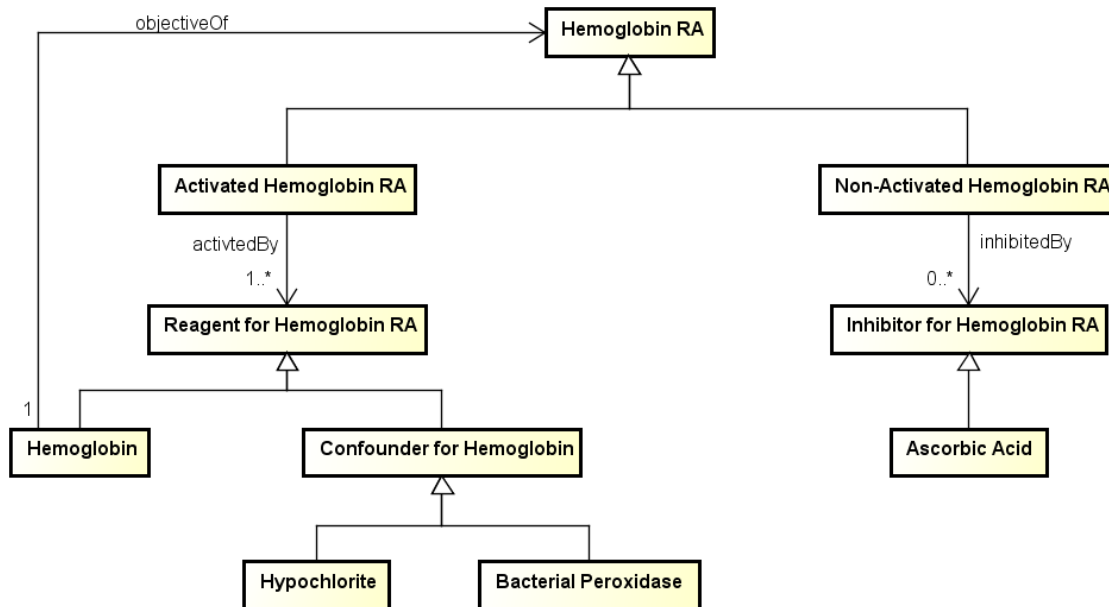 objectiveOf
Hemoglobin RA
Activated Hemoglobin RA
Non-Activated Hemoglobin RA
activtedBy
inhibitedBy
1..*
0..*
Reagent for Hemoglobin RA
Inhibitor for Hemoglobin RA
1
Hemoglobin
Confounder for Hemoglobin
Ascorbic Acid
Hypochlorite
Bacterial Peroxidase